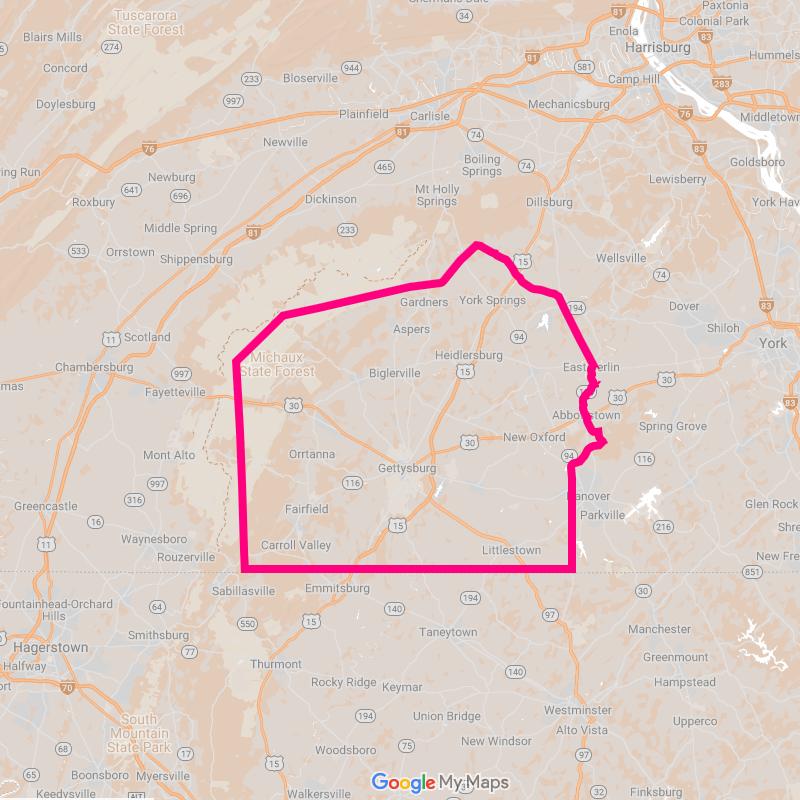 Shermans Dale
Paxtonia
Enola
Colonial Park
Harrisburg
Tuscarora
State Forest
Blairs Mills
Concord
Doylesburg
Bloserville
Hummels
Camp Hill
Mechanicsburg
Middletown
Plainfield
Carlisle
Newville
Goldsboro
Boiling
Springs
Lewisberry
York Hav
ring Run
Newburg
Roxbury
Mt Holly
Springs
Dickinson
Dillsburg
Middle Spring
Orrstown
Shippensburg
Wellsville
Gardners
York Springs
Dover
Aspers
Shiloh
York
Scotland
Chambersburg
Michaux
State Forest
Heidlersburg
Biglerville
East Berlin
mas
Fayetteville
Abbottstown
Spring Grove
New Oxford
Mont Alto
Orrtanna
Gettysburg
Greencastle
Hanover
Parkville
Glen Rock
Fairfield
Shre
Waynesboro
Rouzerville
Carroll Valley
Littlestown
New Free
Sabillasville
Emmitsburg
Fountainhead-Orchard
Hills
Smithsburg
Taneytown
Manchester
Hagerstown
Halfway
Greenmount
Thurmont
Hampstead
Rocky Ridge
Keymar
Westminster
Alto Vista
Union Bridge
Upperco
South
Mountain
State Park
New Windsor
Woodsboro
Boonsboro
Myersville
Keedysville
Walkersville
Finksburg
Google My Maps
34
81
83
274
944
581
233
997
283
76
81
74
83
76
465
74
641
696
81
233
533
15
74
194
83
11
94
997
15
30
30
30
94
30
83
116
116
997
316
16
15
216
11
851
30
64
194
140
97
550
15
77
140
70
194
68
17
75
15
97
65
32